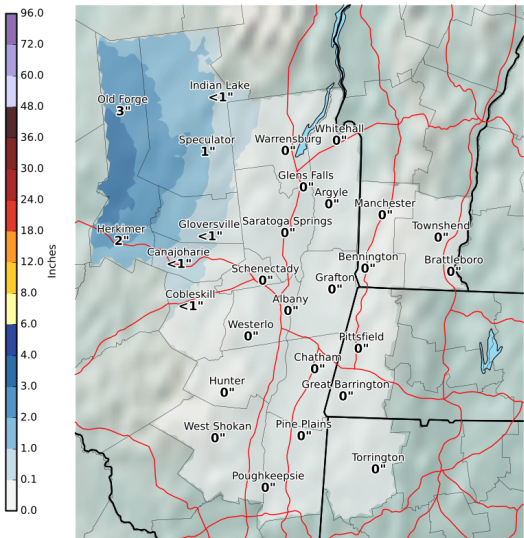 96.0
72.0
60.0
48.0
36.0
30.0
24.0
18.0
12.0
8.0
6.0
4.0
3.0
2.0
1.0
0.1
0.0
Inches
Indian Lake
<1"
Old Forge
3"
Whitehall
0"
Speculator
1"
Warrensburg
0"
Glens Falls
0"
Argyle
0"
Manchester
0"
Herkimer
2"
Gloversville
<1"
Saratoga Springs
0"
Townshend
0"
Canajoharie
<1"
Schenectady
0"
Bennington
0"
Brattleboro
0"
Grafton
0"
Cobleskill
<1"
Albany
0"
Westerlo
0"
Pittsfield
0"
Chatham
0"
Hunter
0"
Great Barrington
0"
West Shokan
0"
Pine Plains
0"
Torrington
0"
Poughkeepsie
0"